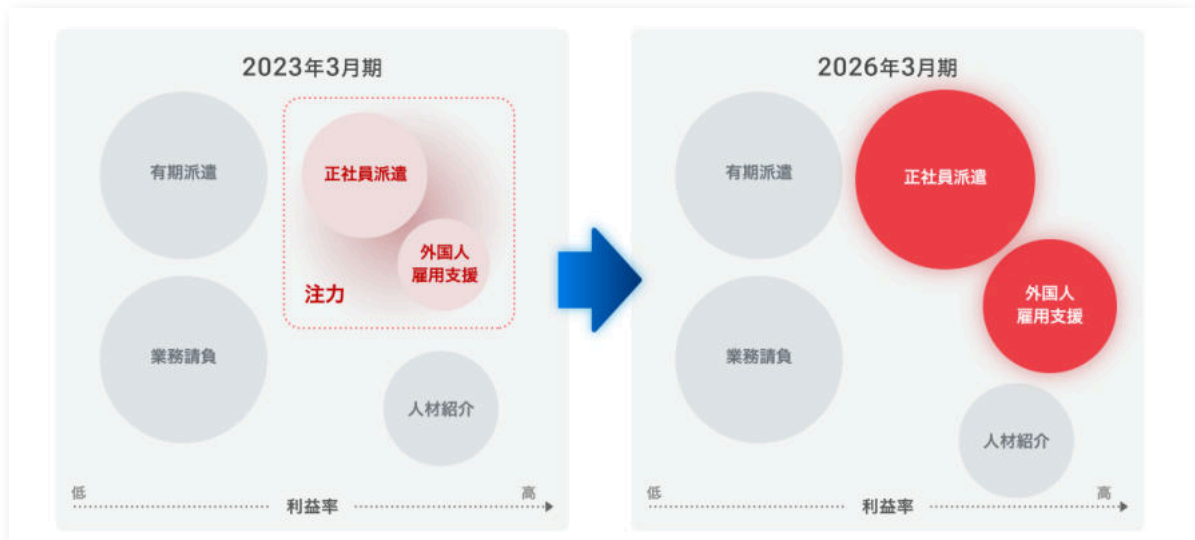 2023年3月期
有期派遣
正社員派遣
外国人
雇用支援
注力
業務請負
人材紹介
低
利益率
高
2026年3月期
有期派遣
正社員派遣
外国人
雇用支援
業務請負
人材紹介
低
利益率
高